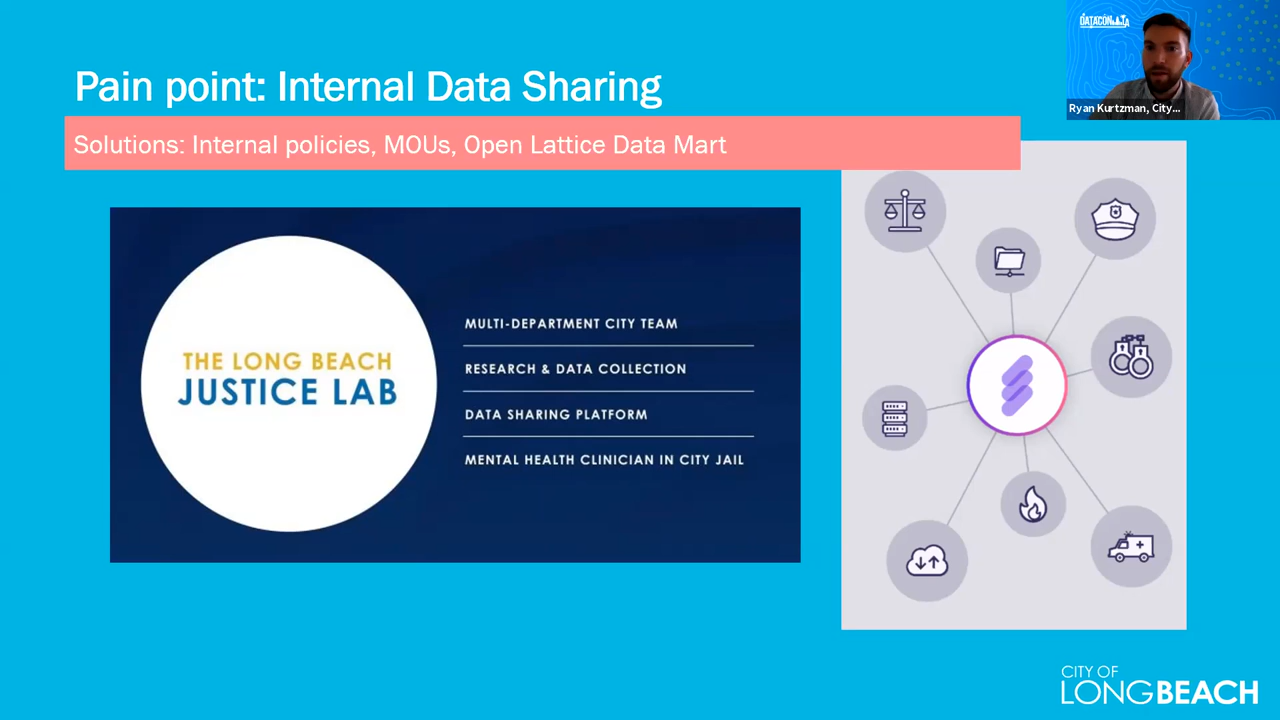 Pain point: Internal Data Sharing
Solutions: Internal policies, MOUs, Open Lattice Data Mart
THE LONG BEACH
JUSTICE LAB
MULTI-DEPARTMENT CITY TEAM
RESEARCH & DATA COLLECTION
DATA SHARING PLATFORM
MENTAL HEALTH CLINICIAN IN CITY JAIL
Ryan Kurtzman, City...
CITY OF
LONGBEACH